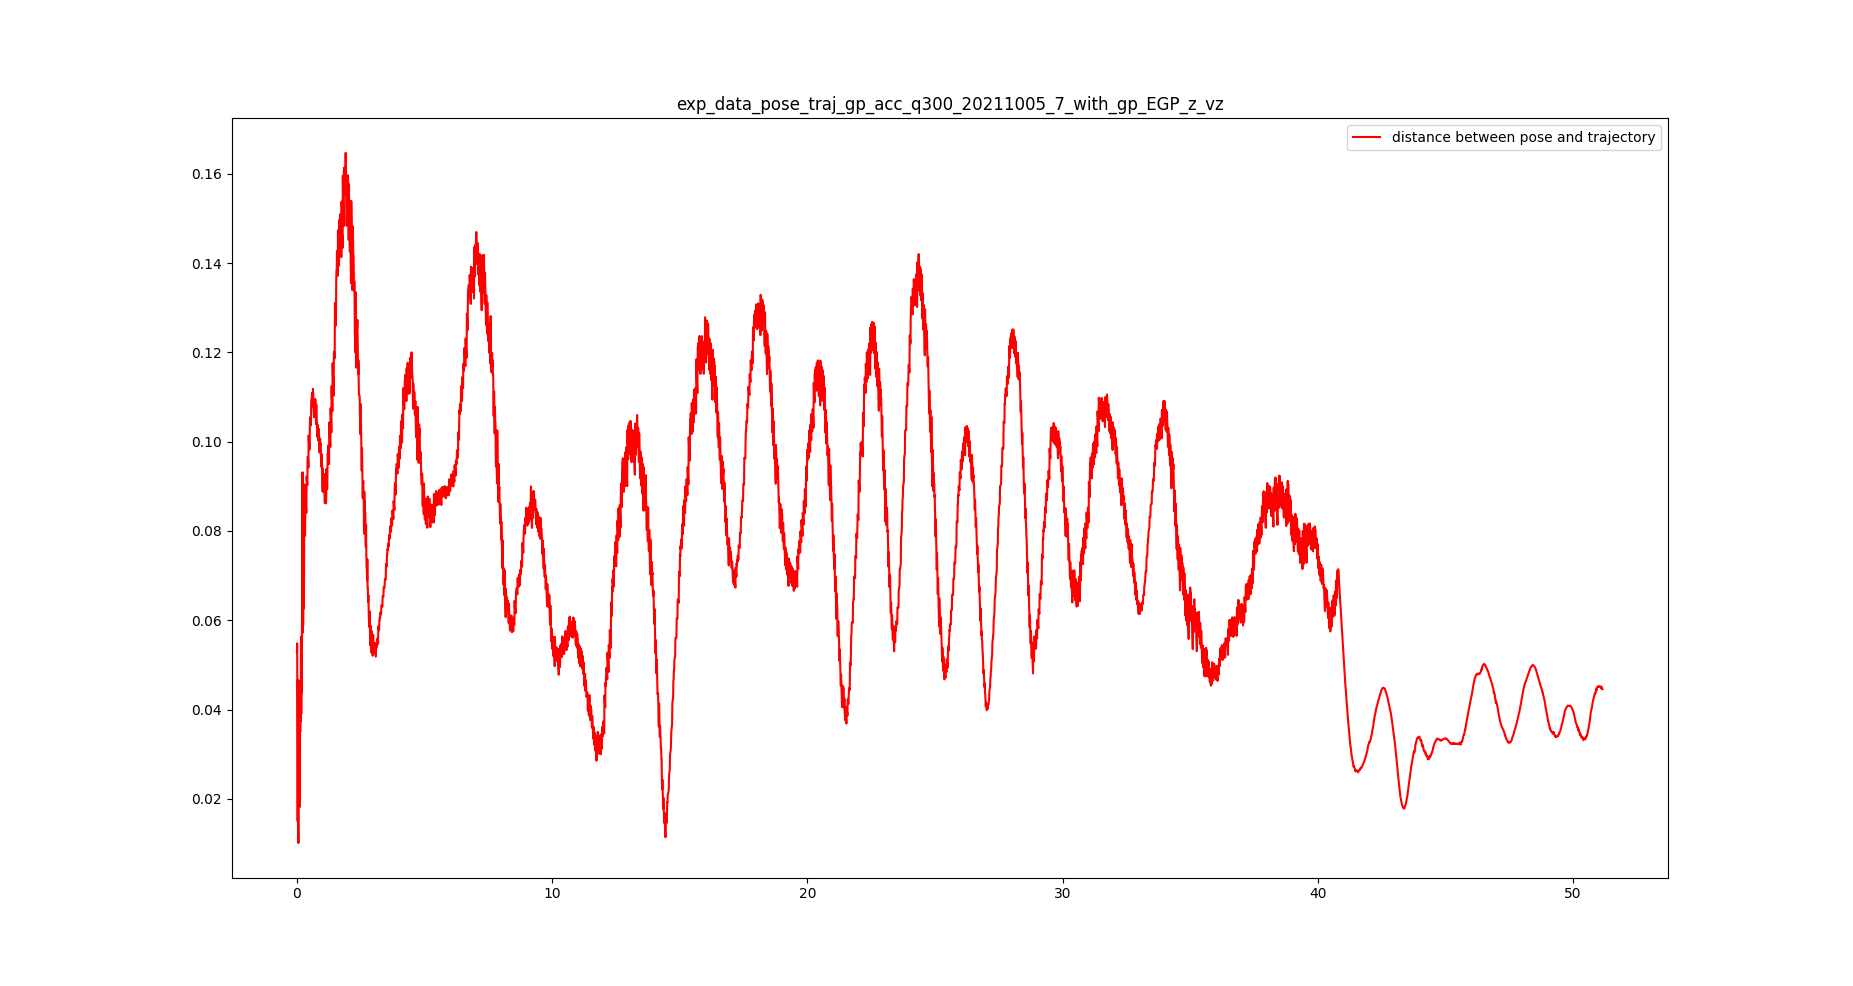 exp_data_pose_traj_gp_acc_q300_20211005_7_with_gp_EGP_z_vz
distance between pose and trajectory
0.16
0.14
0.12
0.10
0.08
0.06
0.04
0.02
0 10 20 30 40 50